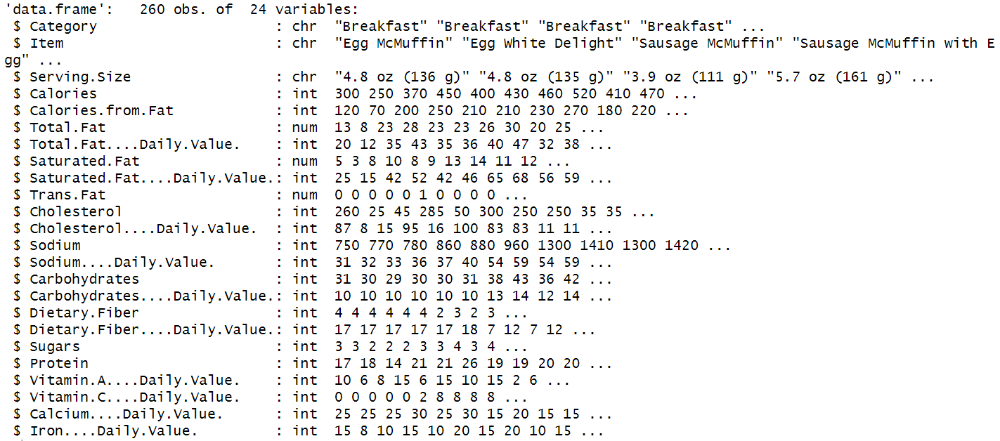 'data.frame':   260 obs. of  24 variables:
 $ Category                     : chr  "Breakfast" "Breakfast" "Breakfast" "Breakfast" ...
 $ Item                         : chr  "Egg McMuffin" "Egg White Delight" "Sausage McMuffin" "Sausage McMuffin with E
gg" ...
 $ Serving.Size                 : chr  "4.8 oz (136 g)" "4.8 oz (135 g)" "3.9 oz (111 g)" "5.7 oz (161 g)" ...
 $ Calories                     : int  300 250 370 450 400 430 460 520 410 470 ...
 $ Calories.from.Fat            : int  120 70 200 250 210 210 230 270 180 220 ...
 $ Total.Fat                    : num  13 8 23 28 23 23 26 30 20 25 ...
 $ Total.Fat....Daily.Value.    : int  20 12 35 43 35 36 40 47 32 38 ...
 $ Saturated.Fat                : num  5 3 8 10 8 9 13 14 11 12 ...
 $ Saturated.Fat....Daily.Value.: int  25 15 42 52 42 46 65 68 56 59 ...
 $ Trans.Fat                    : num  0 0 0 0 0 1 0 0 0 0 ...
 $ Cholesterol                  : int  260 25 45 285 50 300 250 250 35 35 ...
 $ Cholesterol....Daily.Value.  : int  87 8 15 95 16 100 83 83 11 11 ...
 $ Sodium                       : int  750 770 780 860 880 960 1300 1410 1300 1420 ...
 $ Sodium....Daily.Value.       : int  31 32 33 36 37 40 54 59 54 59 ...
 $ Carbohydrates                : int  31 30 29 30 30 31 38 43 36 42 ...
 $ Carbohydrates....Daily.Value.: int  10 10 10 10 10 10 13 14 12 14 ...
 $ Dietary.Fiber                : int  4 4 4 4 4 4 2 3 2 3 ...
 $ Dietary.Fiber....Daily.Value.: int  17 17 17 17 17 18 7 12 7 12 ...
 $ Sugars                       : int  3 3 2 2 2 3 3 4 3 4 ...
 $ Protein                      : int  17 18 14 21 21 26 19 19 20 20 ...
 $ Vitamin.A....Daily.Value.    : int  10 6 8 15 6 15 10 15 2 6 ...
 $ Vitamin.C....Daily.Value.    : int  0 0 0 0 0 2 8 8 8 8 ...
 $ Calcium....Daily.Value.      : int  25 25 25 30 25 30 15 20 15 15 ...
 $ Iron....Daily.Value.         : int  15 8 10 15 10 20 15 20 10 15 ...